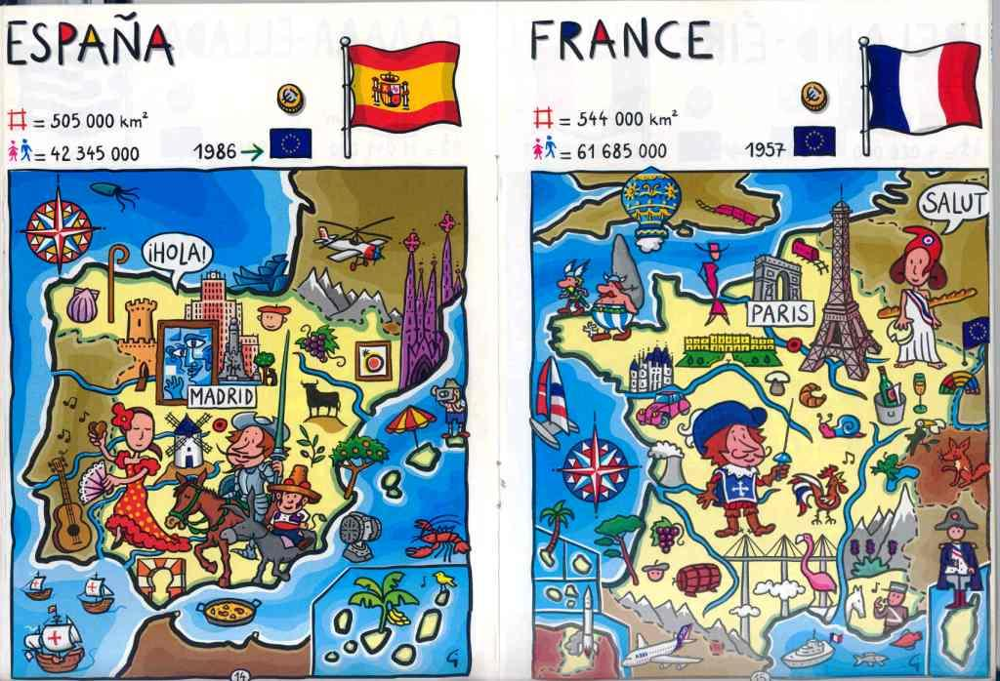 ESPAÑA
= 505 000 km²
= 42 345 000
1986 →
€
¡HOLA!
MADRID
14
FRANCE
= 544 000 km²
= 61 685 000
1957
€
SALUT
PARIS